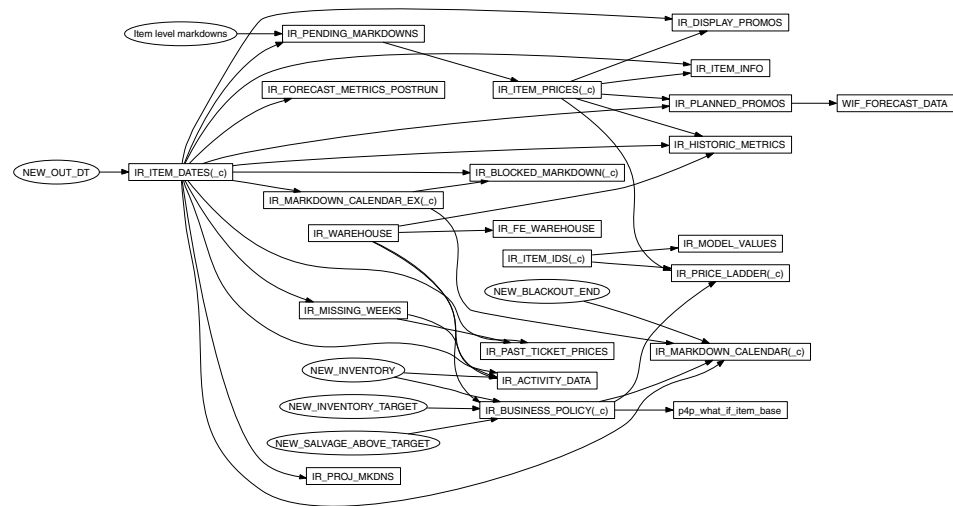 IR_DISPLAY_PROMOS
Item level markdowns
IR_PENDING_MARKDOWNS
IR_ITEM_INFO
IR_FORECAST_METRICS_POSTRUN
IR_ITEM_PRICES(_c)
IR_PLANNED_PROMOS
WIF_FORECAST_DATA
IR_HISTORIC_METRICS
NEW_OUT_DT
IR_ITEM_DATES(_c)
IR_BLOCKED_MARKDOWN(_c)
IR_MARKDOWN_CALENDAR_EX(_c)
IR_WAREHOUSE
IR_FE_WAREHOUSE
IR_MODEL_VALUES
IR_ITEM_IDS(_c)
IR_PRICE_LADDER(_c)
NEW_BLACKOUT_END
IR_MISSING_WEEKS
IR_PAST_TICKET_PRICES
IR_MARKDOWN_CALENDAR(_c)
NEW_INVENTORY
IR_ACTIVITY_DATA
NEW_INVENTORY_TARGET
IR_BUSINESS_POLICY(_c)
p4p_what_if_item_base
NEW_SALVAGE_ABOVE_TARGET
IR_PROJ_MKDNS